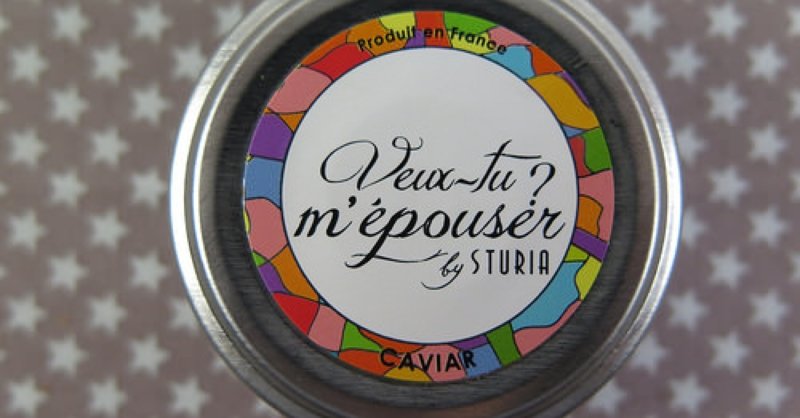 Produit en France
Veux-tu ?
m'épouser
by STURIA
CAVIAR